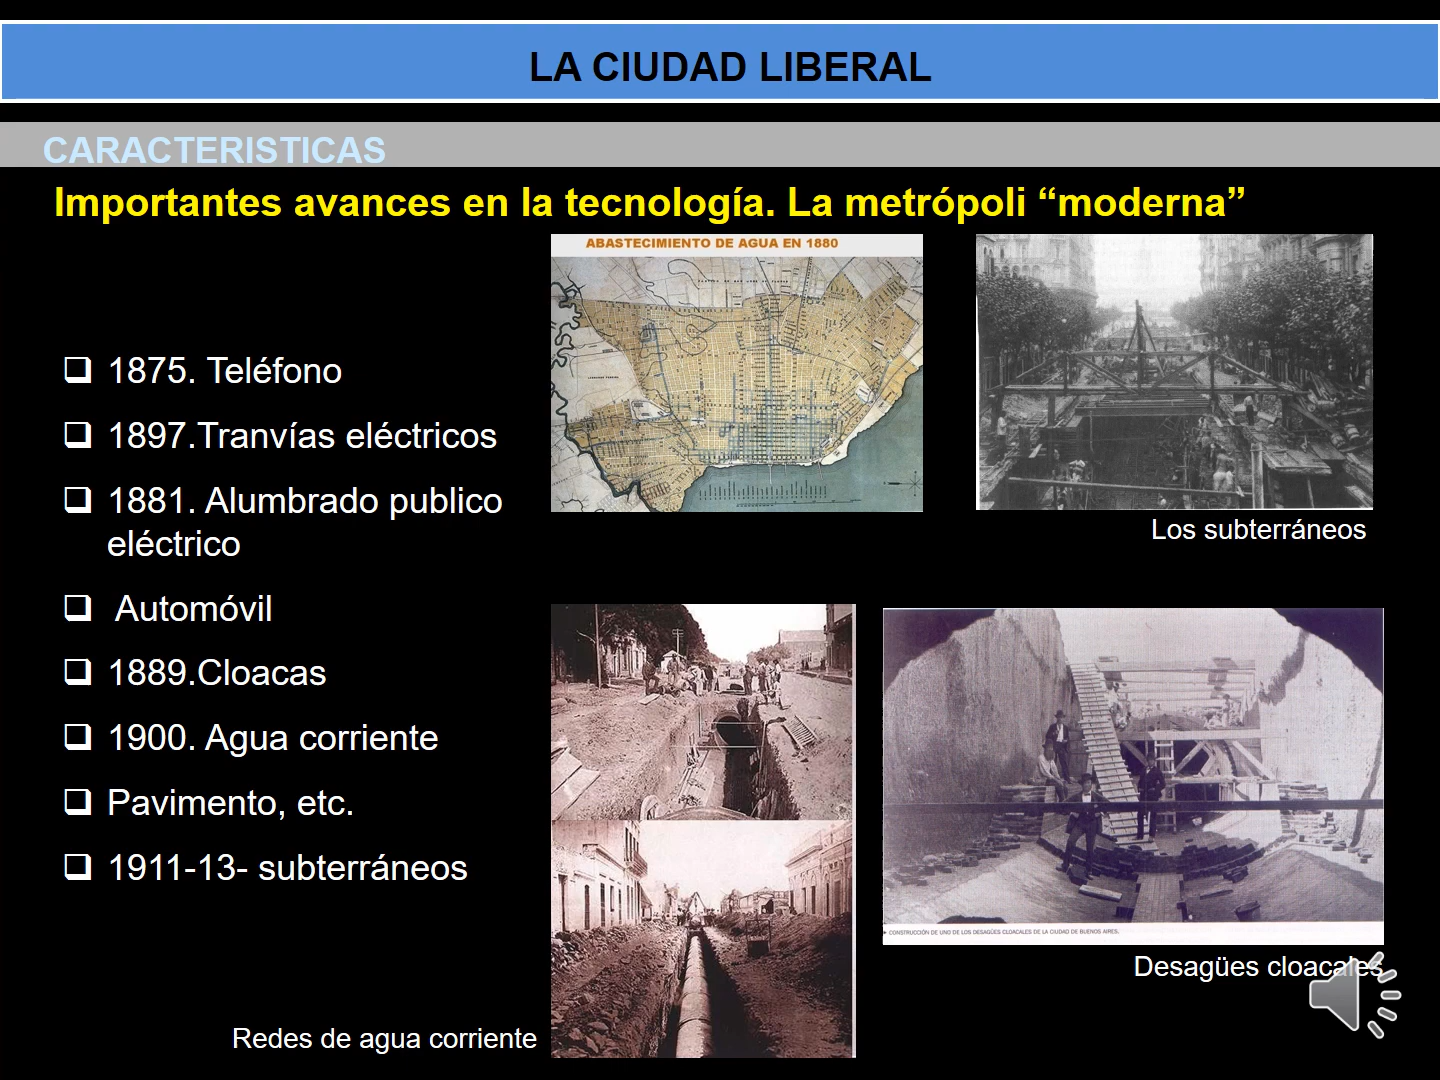 LA CIUDAD LIBERAL
CARACTERISTICAS
Importantes avances en la tecnología. La metrópoli “moderna”
ABASTECIMIENTO DE AGUA EN 1880
1875. Teléfono
1897.Tranvías eléctricos
1881. Alumbrado publico
eléctrico
Automóvil
1889.Cloacas
1900. Agua corriente
Pavimento, etc.
1911-13- subterráneos
Los subterráneos
CONSTRUCCIÓN DE UNO DE LOS DESAGÜES CLOACALES DE LA CIUDAD DE BUENOS AIRES.
Desagües cloacales
Redes de agua corriente